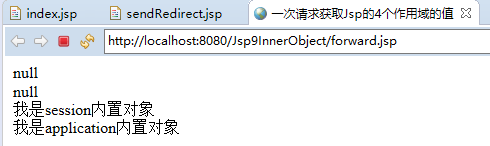 index.jsp sendRedirect.jsp 一次请求获取Jsp的4个作用域的值
http://localhost:8080/Jsp9InnerObject/forward.jsp
null
null
我是session内置对象
我是application内置对象